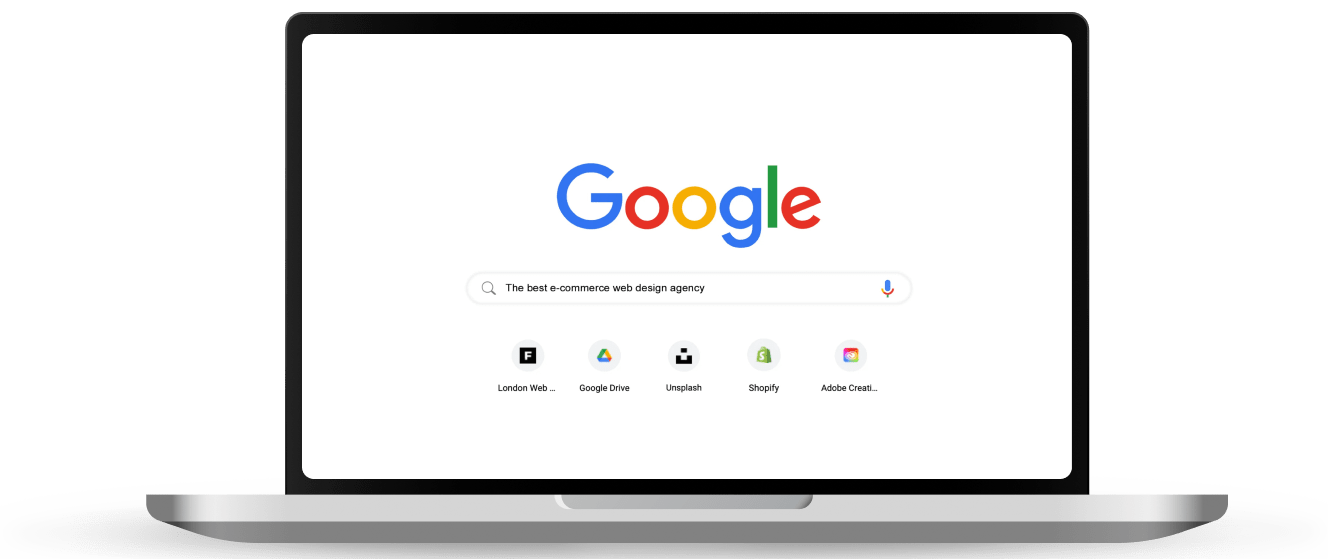 Google
The best e-commerce web design agency
F
London Web ...
Google Drive
Unsplash
Shopify
Adobe Creati...